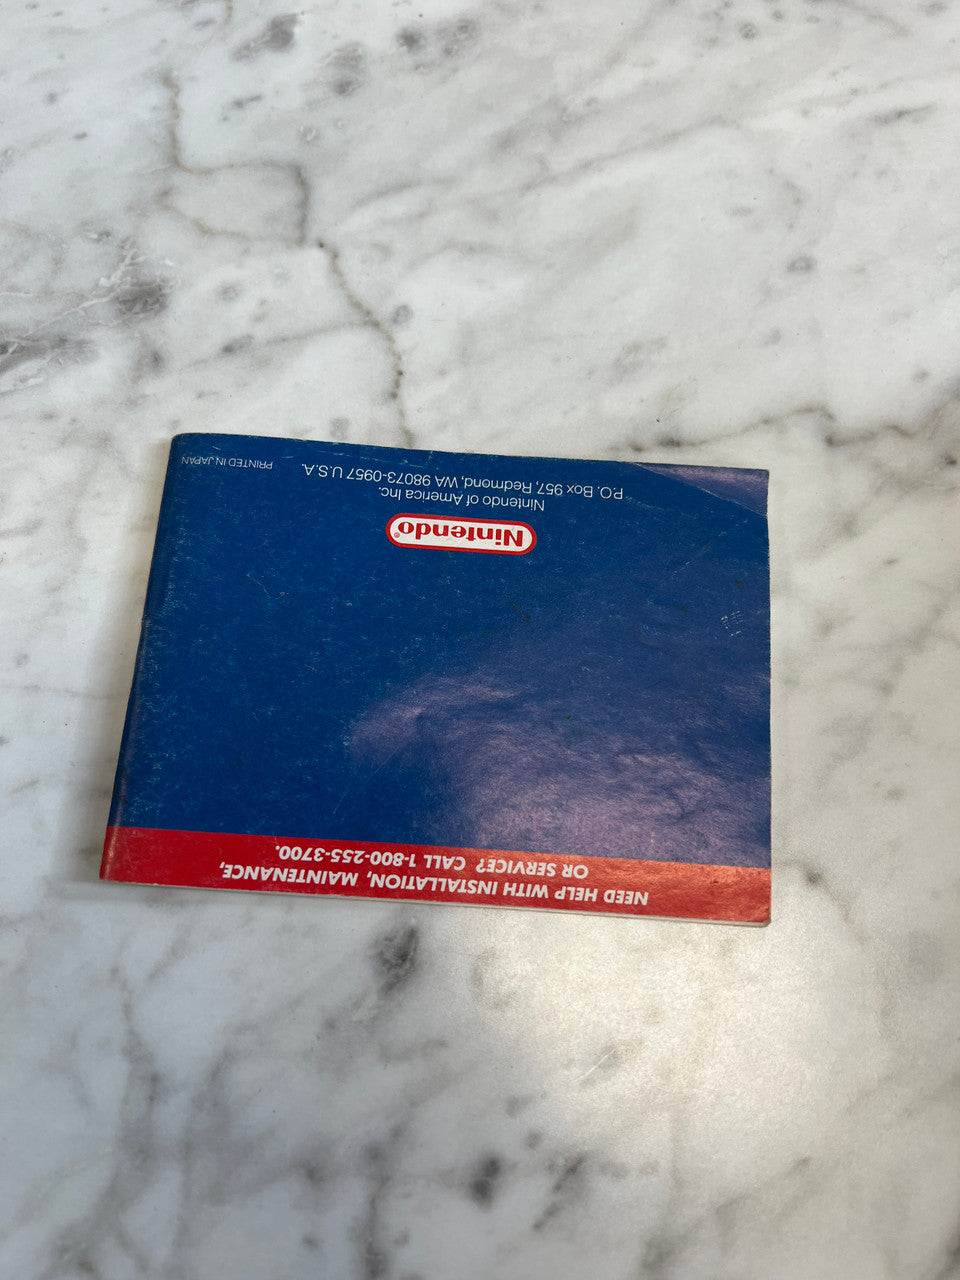 NEED HELP WITH INSTALLATION, MAINTENANCE,
OR SERVICE? CALL 1-800-255-3700.
Nintendo®
Nintendo of America Inc.
P.O. Box 957, Redmond, WA 98073-0957 U.S.A.
PRINTED IN JAPAN